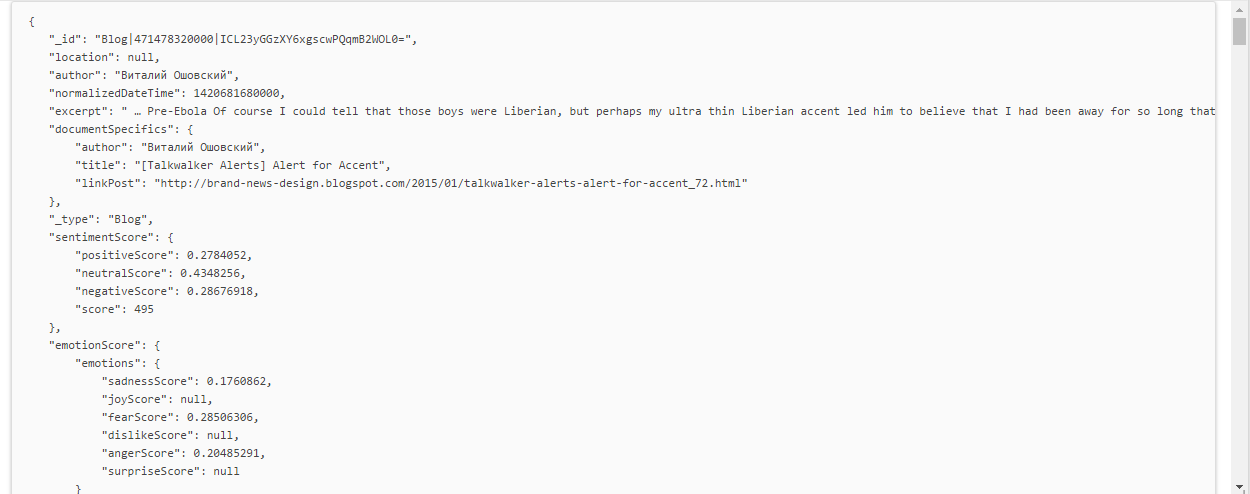 {
"_id": "Blog|471478320000|ICL23yGGzXY6xgscwPQqmB2WOL0=",
"location": null,
"author": "Виталий Ошовский",
"normalizedDateTime": 1420681680000,
"excerpt": " … Pre-Ebola Of course I could tell that those boys were Liberian, but perhaps my ultra thin Liberian accent led him to believe that I had been away for so long that
"documentSpecifics": {
"author": "Виталий Ошовский",
"title": "[Talkwalker Alerts] Alert for Accent",
"linkPost": "http://brand-news-design.blogspot.com/2015/01/talkwalker-alerts-alert-for-accent_72.html"
},
"_type": "Blog",
"sentimentScore": {
"positiveScore": 0.2784052,
"neutralScore": 0.4348256,
"negativeScore": 0.28676918,
"score": 495
},
"emotionScore": {
"emotions": {
"sadnessScore": 0.1760862,
"joyScore": null,
"fearScore": 0.28506306,
"dislikeScore": null,
"angerScore": 0.20485291,
"surpriseScore": null
}